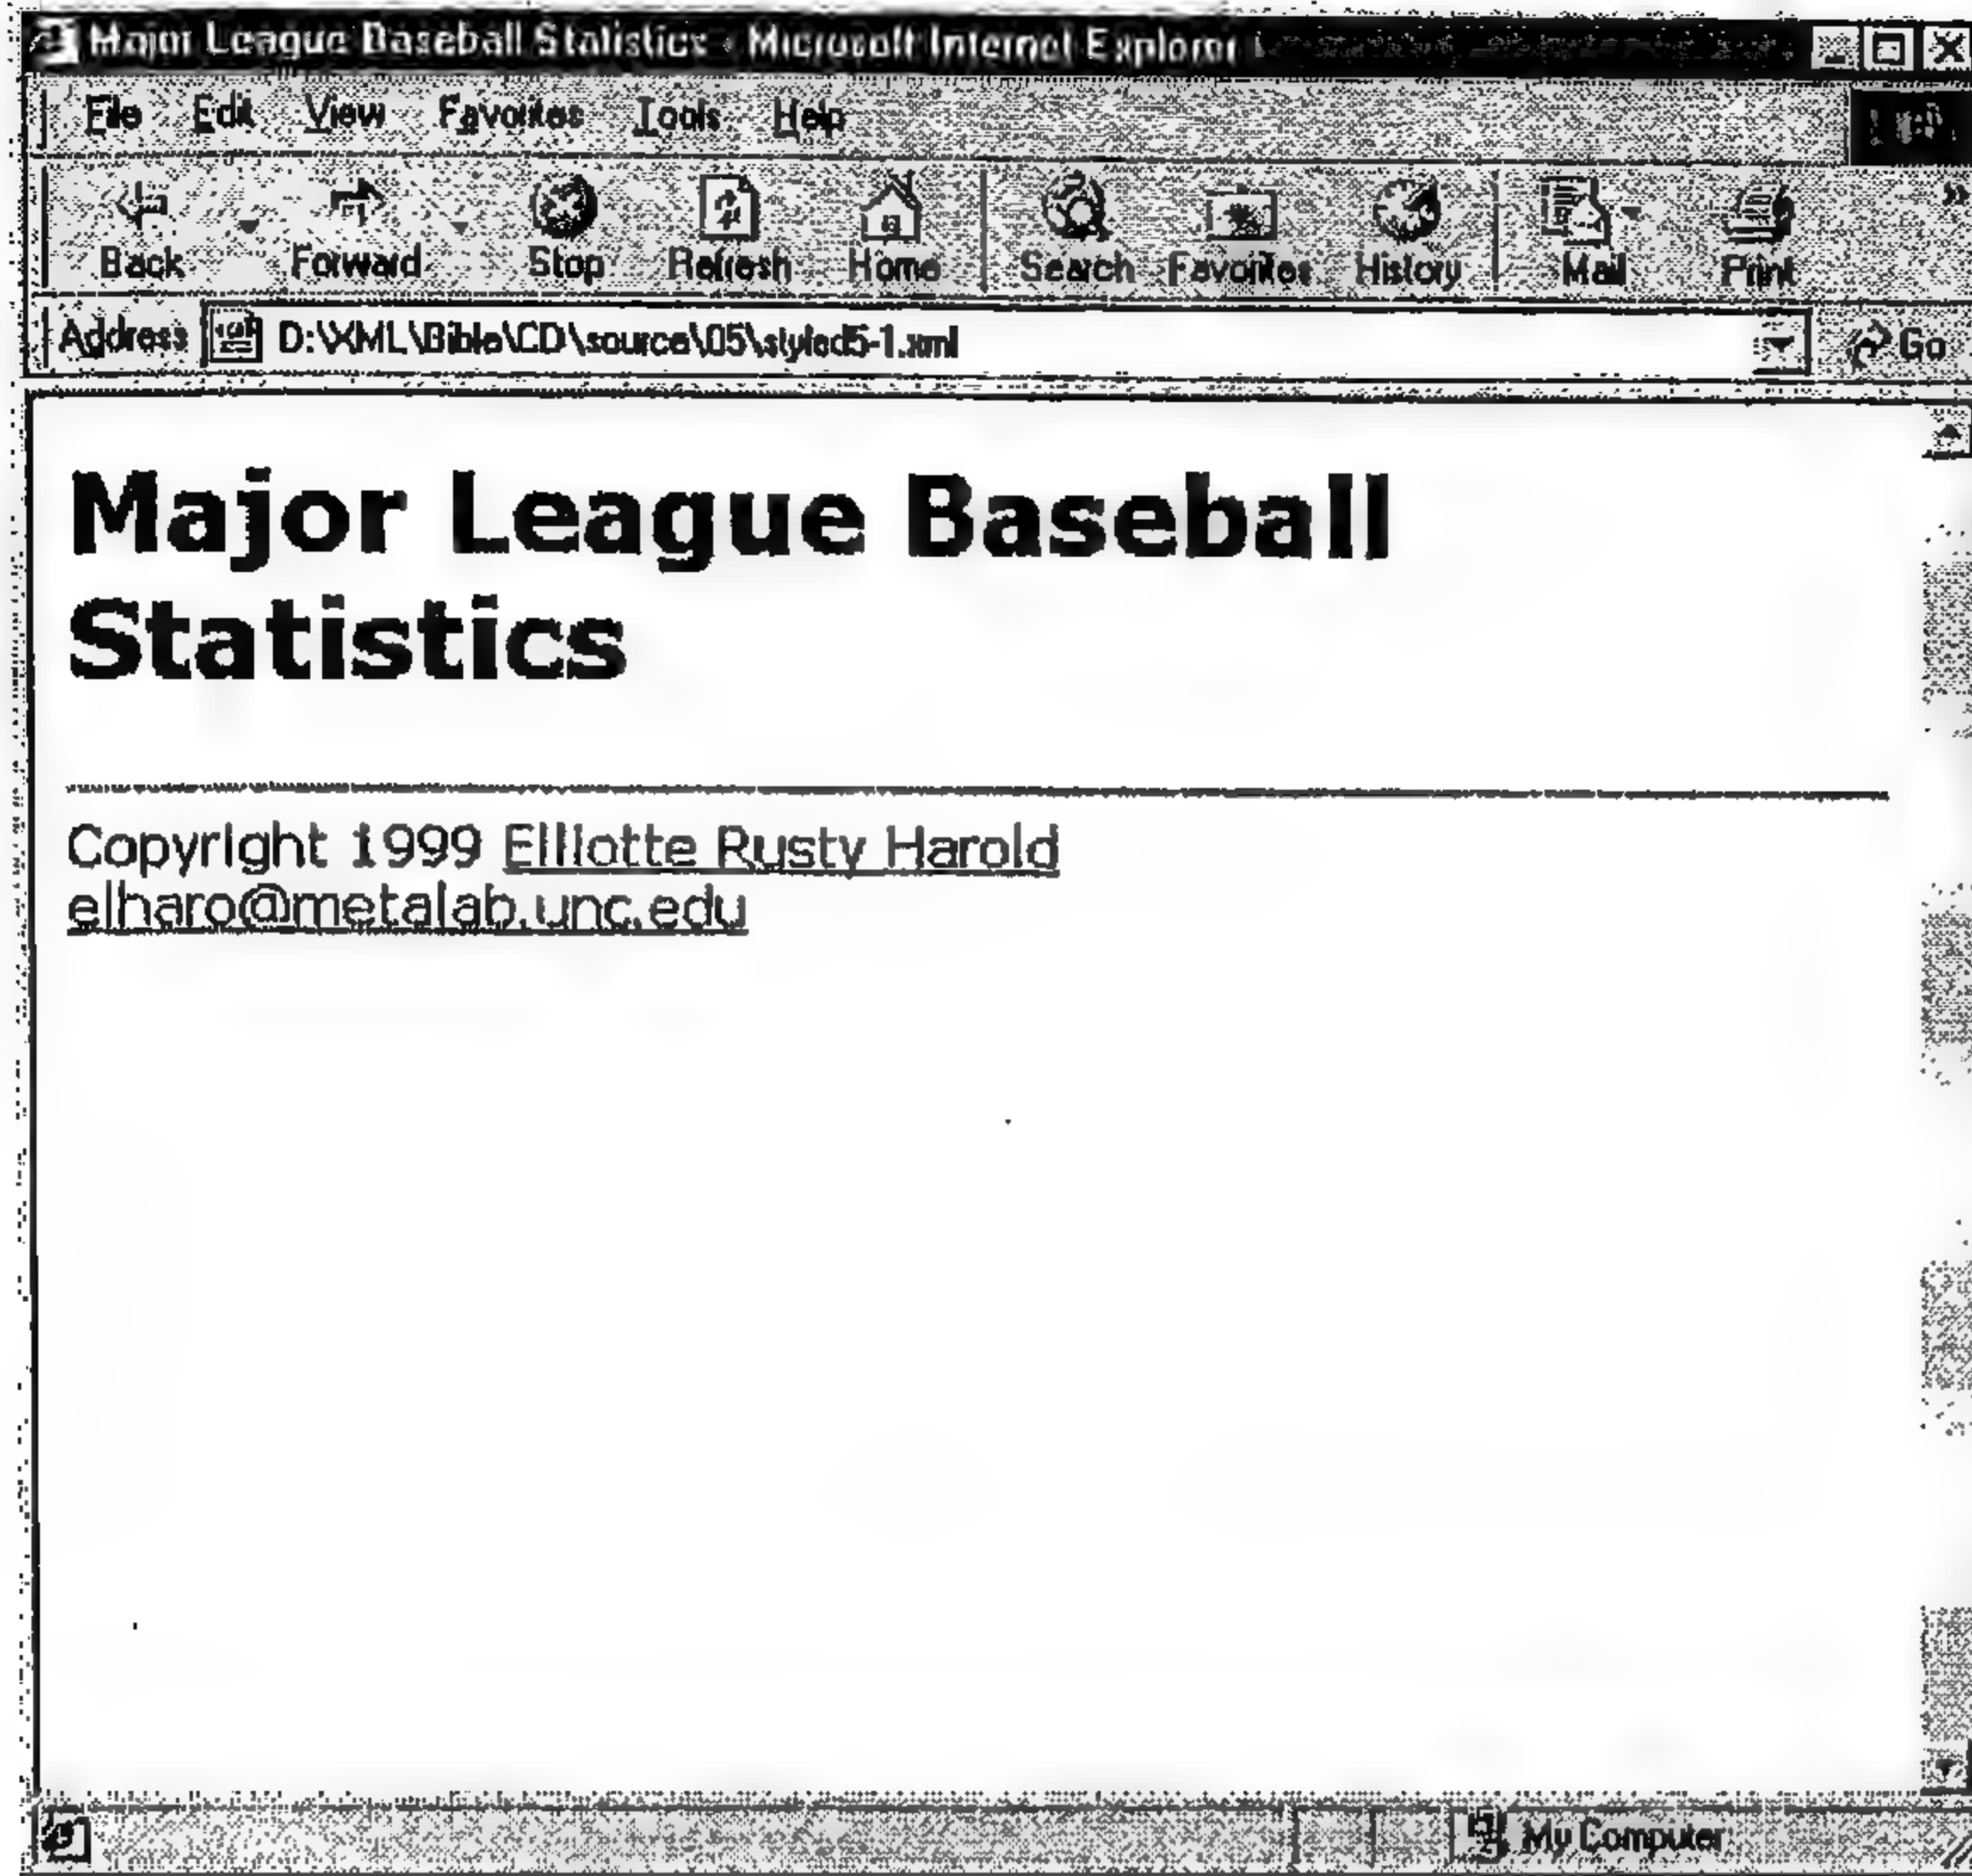 Major League Baseball Statistics - Microsoft Internet Explorer
File Edit View Favorites Tools Help
Back Forward Stop Refresh Home Search Favorites History Mail Print »
Address D:\XML\Bible\CD\source\05\styled5-1.xml Go
Major League Baseball
Statistics
Copyright 1999 Elliotte Rusty Harold
elharo@metalab.unc.edu
My Computer